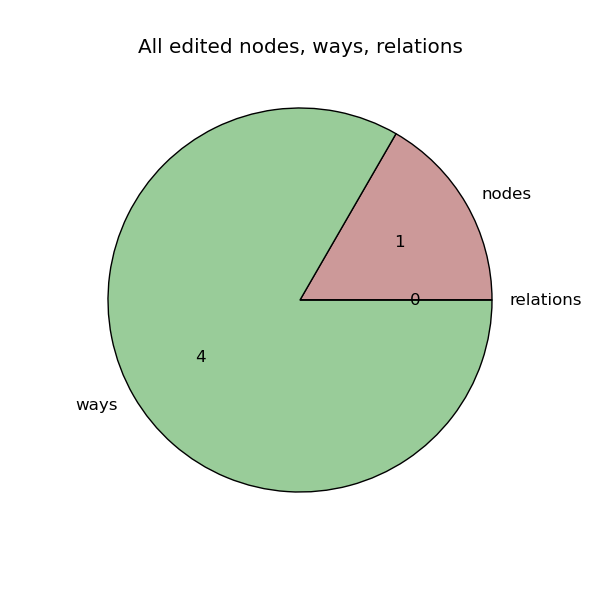 All edited nodes, ways, relations
nodes
1
0
relations
4
ways